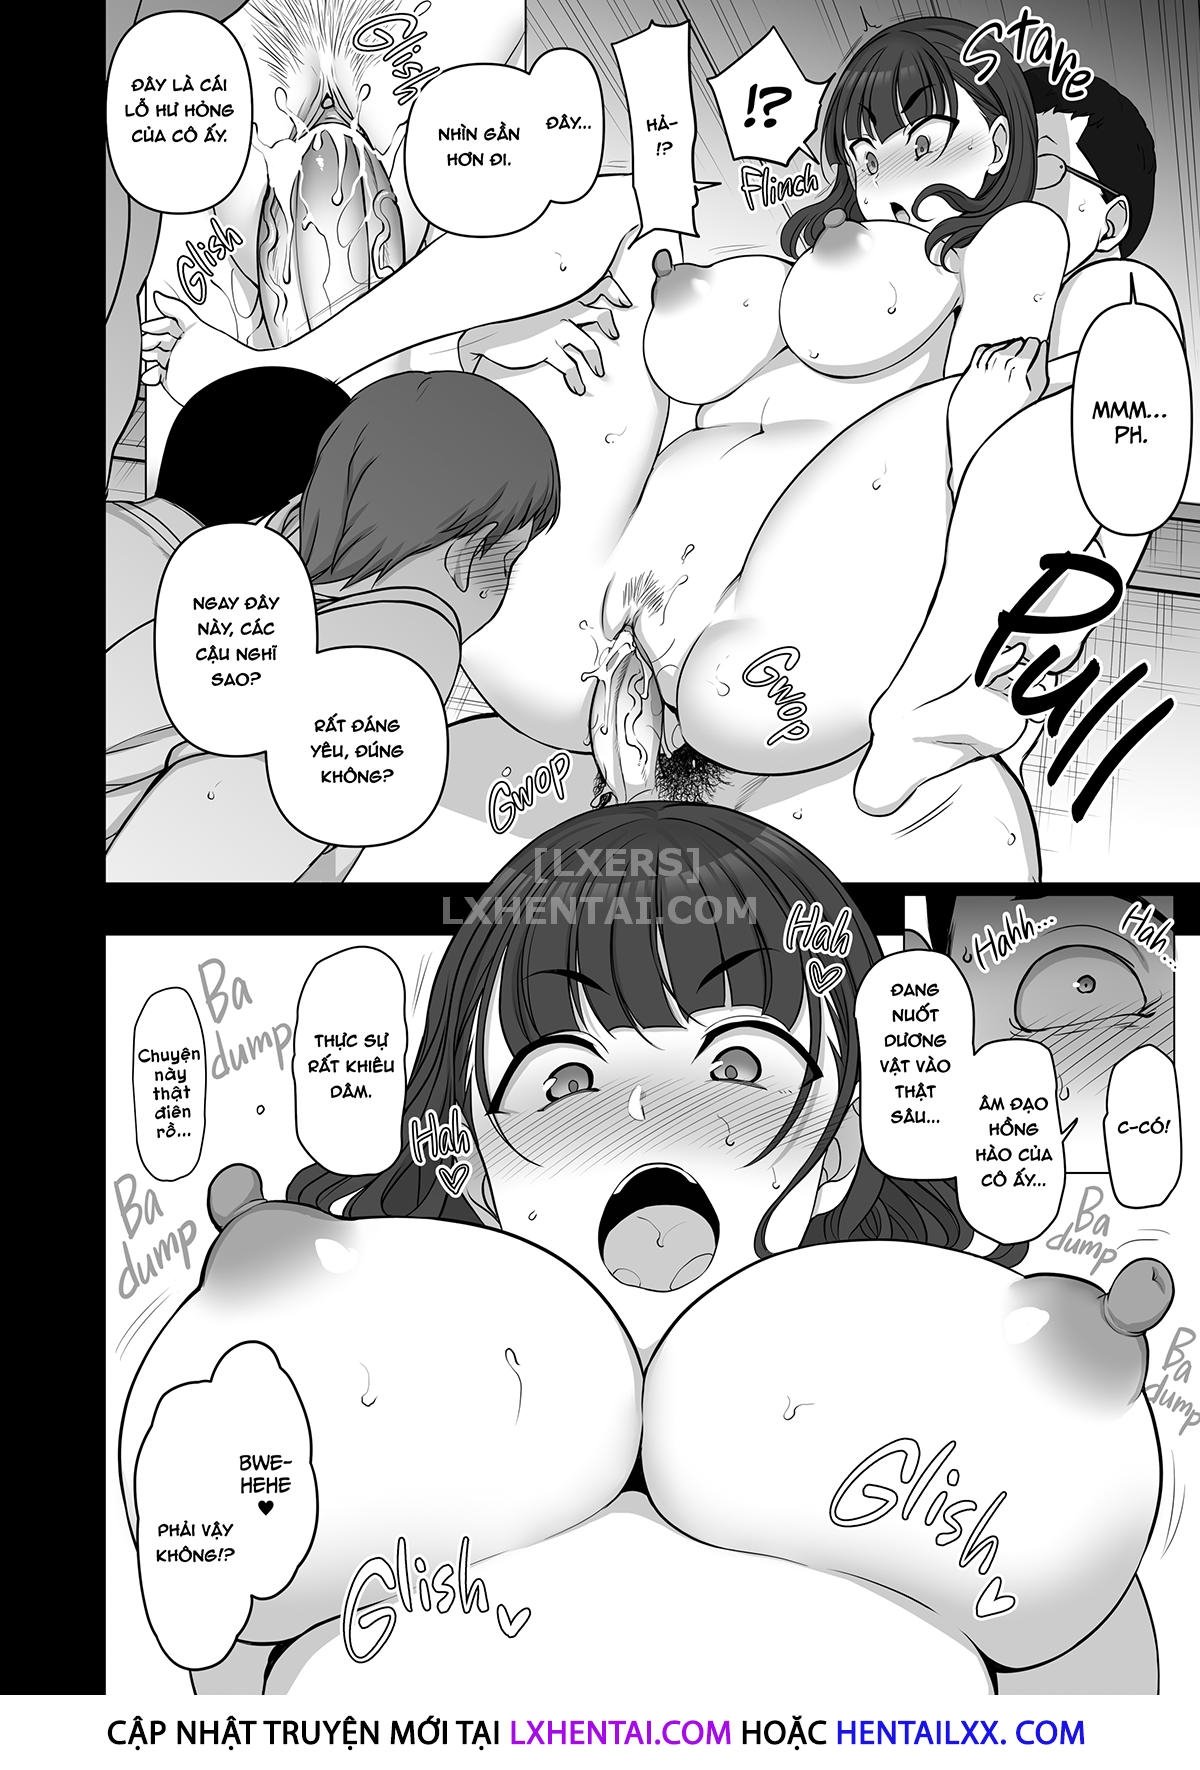 Stare
!?
Flinch
HẢ-
!?
ĐÂY...
NHÌN GẦN
HƠN ĐI.
Glish
ĐÂY LÀ CÁI
LỖ HƯ HỎNG
CỦA CÔ ẤY.
Glish
MMM...
PH.
Pull
NGAY ĐÂY
NÀY, CÁC
CẬU NGHĨ
SAO?
RẤT ĐÁNG
YÊU, ĐÚNG
KHÔNG?
Gwop
Gwop
[LXERS]
LXHENTAI.COM
Hahh...
Hah...
C-CÓ!
ÂM ĐẠO
HỒNG
HÀO CỦA
CÔ ẤY...
ĐANG
NUỐT
DƯƠNG
VẬT VÀO
THẬT
SÂU...
Hah
THỰC SỰ
RẤT KHIÊU
DÂM.
Hah
Chuyện
này
thật
điên
rồ...
Ba
dump
Ba
dump
Ba
dump
Ba
dump
BWE-
HEHE
♥
PHẢI VẬY
KHÔNG!?
Glish
Glish
CẬP NHẬT TRUYỆN MỚI TẠI LXHENTAI.COM HOẶC HENTAILXX. COM